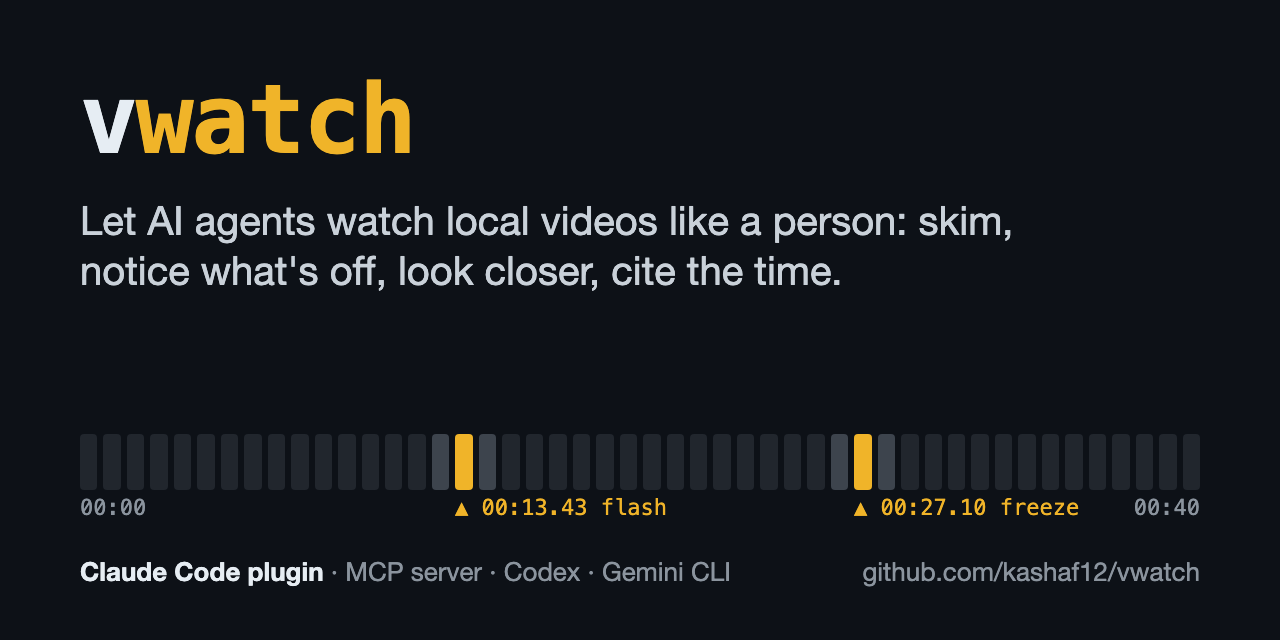 vwatch
Let AI agents watch local videos like a person: skim,
notice what's off, look closer, cite the time.
00:00 ▲ 00:13.43 flash ▲ 00:27.10 freeze 00:40
Claude Code plugin · MCP server · Codex · Gemini CLI github.com/kashaf12/vwatch